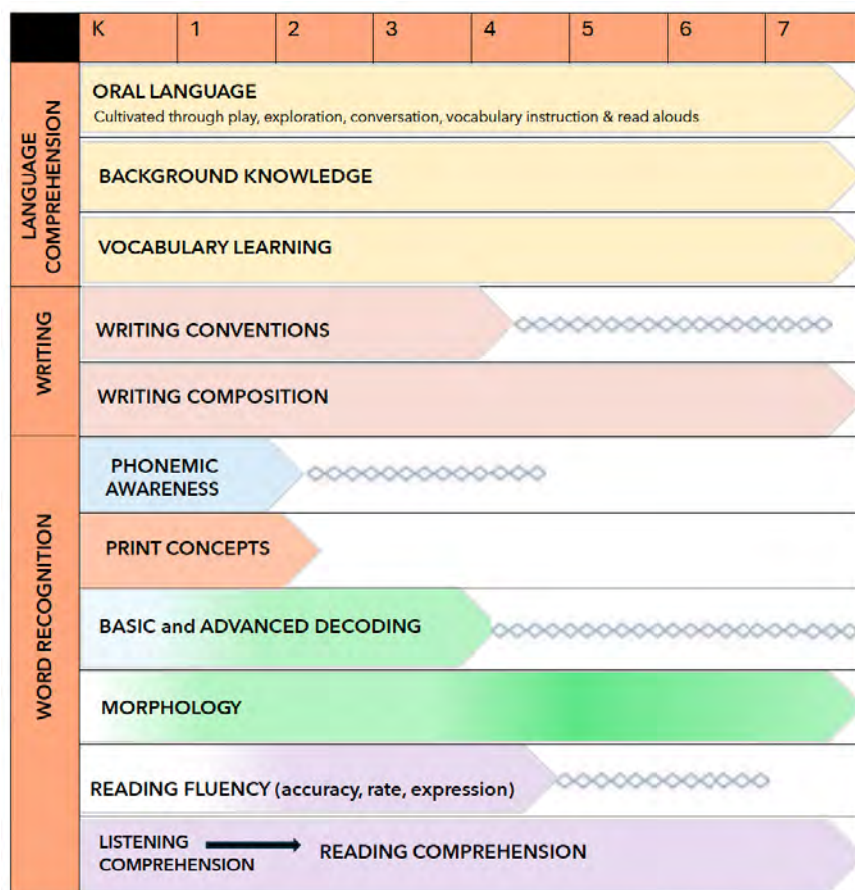 K 1 2 3 4 5 6 7
LANGUAGE
COMPREHENSION
ORAL LANGUAGE
Cultivated through play, exploration, conversation, vocabulary instruction & read alouds
BACKGROUND KNOWLEDGE
VOCABULARY LEARNING
WRITING
WRITING CONVENTIONS
WRITING COMPOSITION
WORD RECOGNITION
PHONEMIC
AWARENESS
PRINT CONCEPTS
BASIC and ADVANCED DECODING
MORPHOLOGY
READING FLUENCY (accuracy, rate, expression)
LISTENING
COMPREHENSION
READING COMPREHENSION